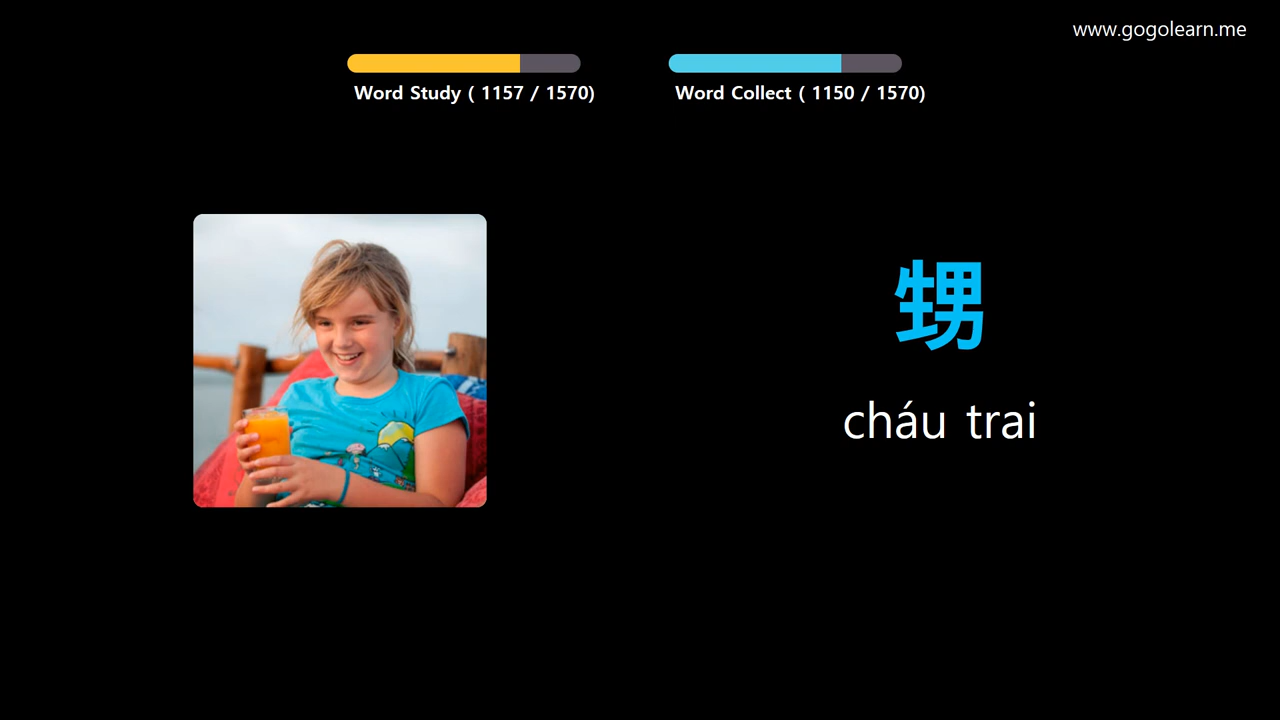 www.gogolearn.me
Word Study ( 1157 / 1570)
Word Collect ( 1150 / 1570)
甥
cháu trai